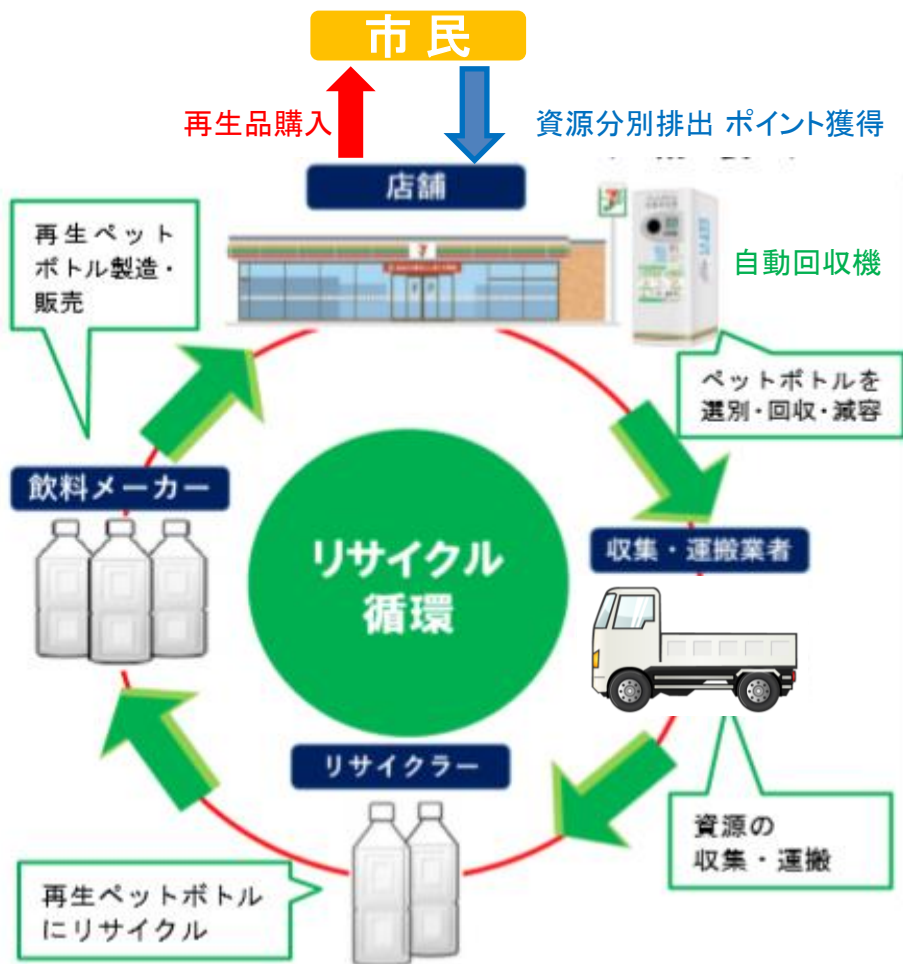 市民
再生品購入
資源分別排出 ポイント獲得
店舗
再生ペット
ボトル製造・
販売
7
自動回収機
ペットボトルを
選別・回収・減容
飲料メーカー
リサイクル
循環
収集・運搬業者
リサイクラー
資源の
収集・運搬
再生ペットボトル
にリサイクル